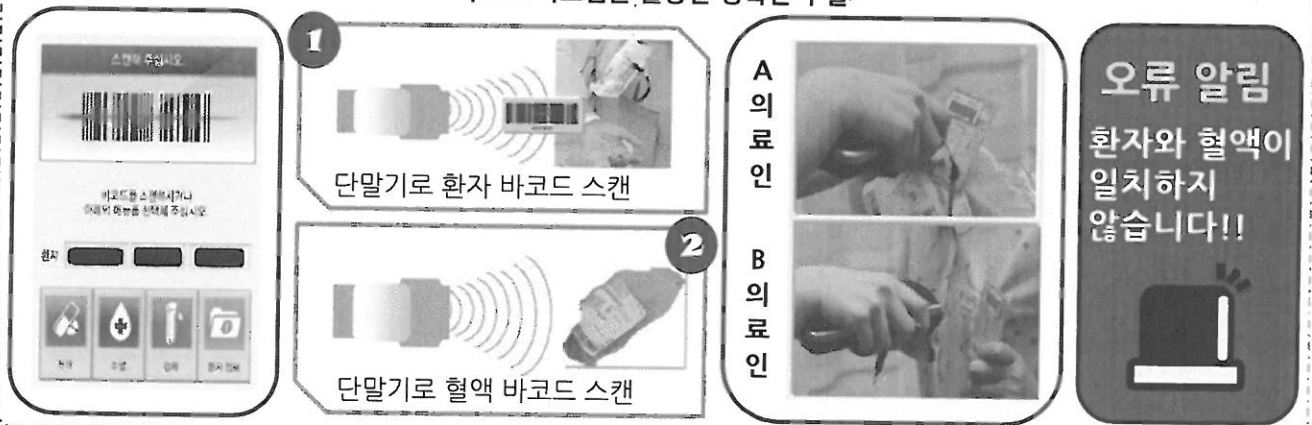 스캔해 주십시오.
바코드를 스캔하시거나
아래의 메뉴를 선택해 주십시오.
환자
수혈
1
단말기로 환자 바코드 스캔
2
단말기로 혈액 바코드 스캔
A
의
료
인
B
의
료
인
오류 알림
환자와 혈액이
일치하지
않습니다!!